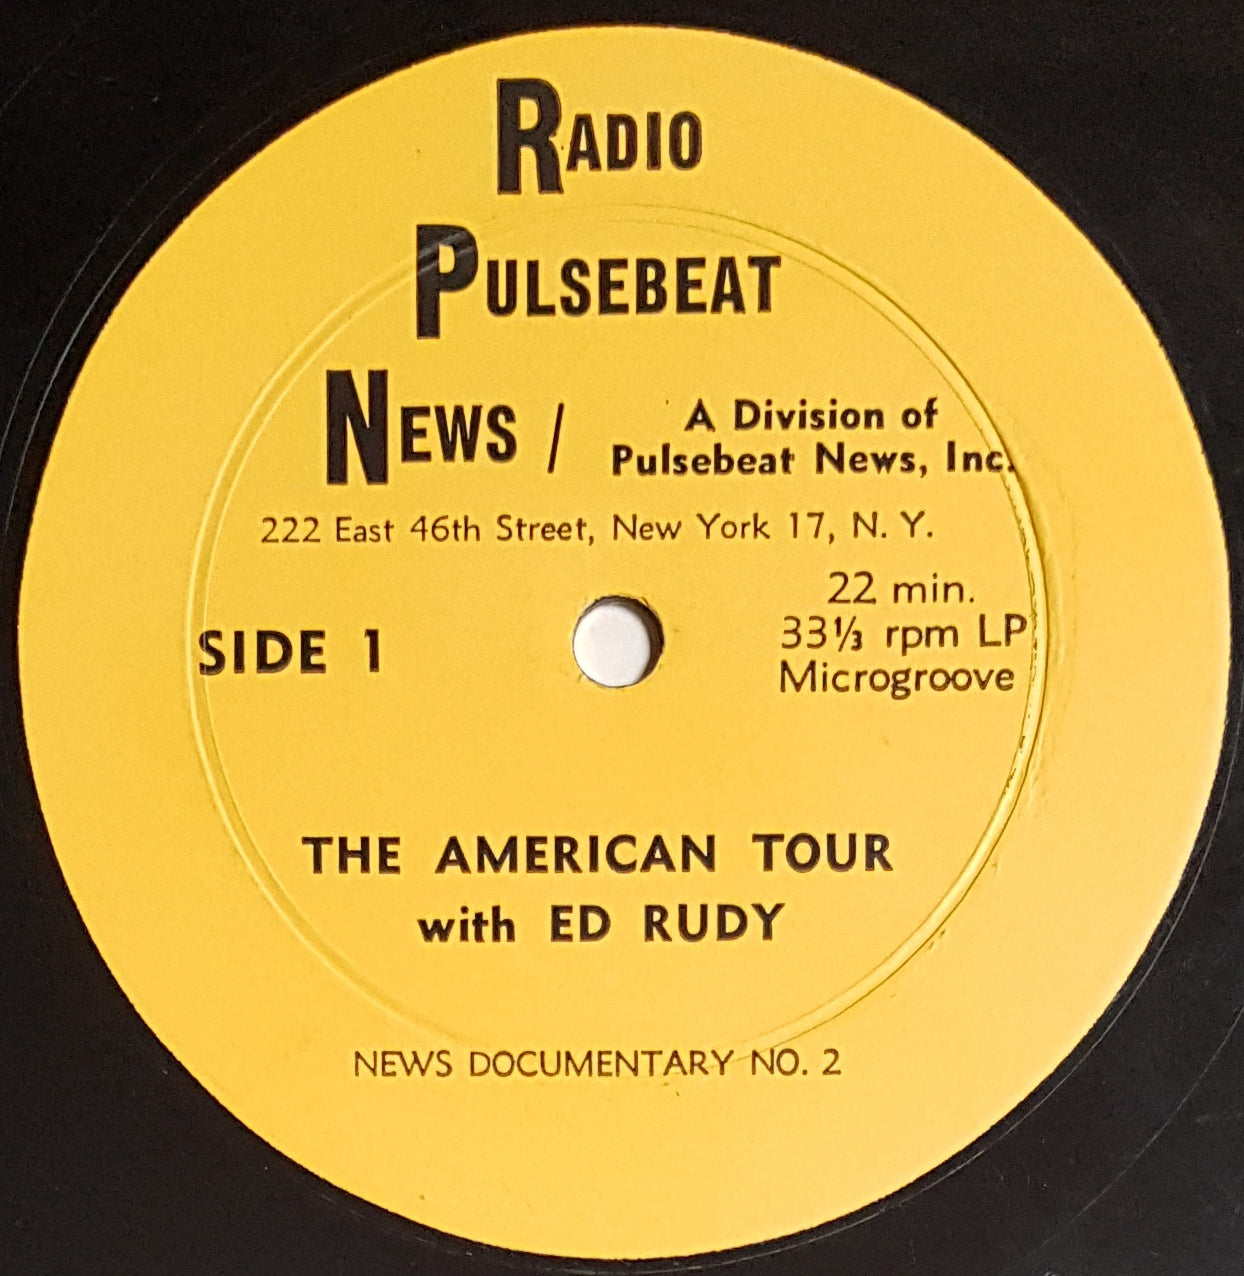 RADIO
PULSEBEAT
NEWS / A Division of
Pulsebeat News, Inc.
222 East 46th Street, New York 17, N. Y.
22 min.
SIDE 1 33⅓ rpm LP
Microgroove
THE AMERICAN TOUR
with ED RUDY
NEWS DOCUMENTARY NO. 2